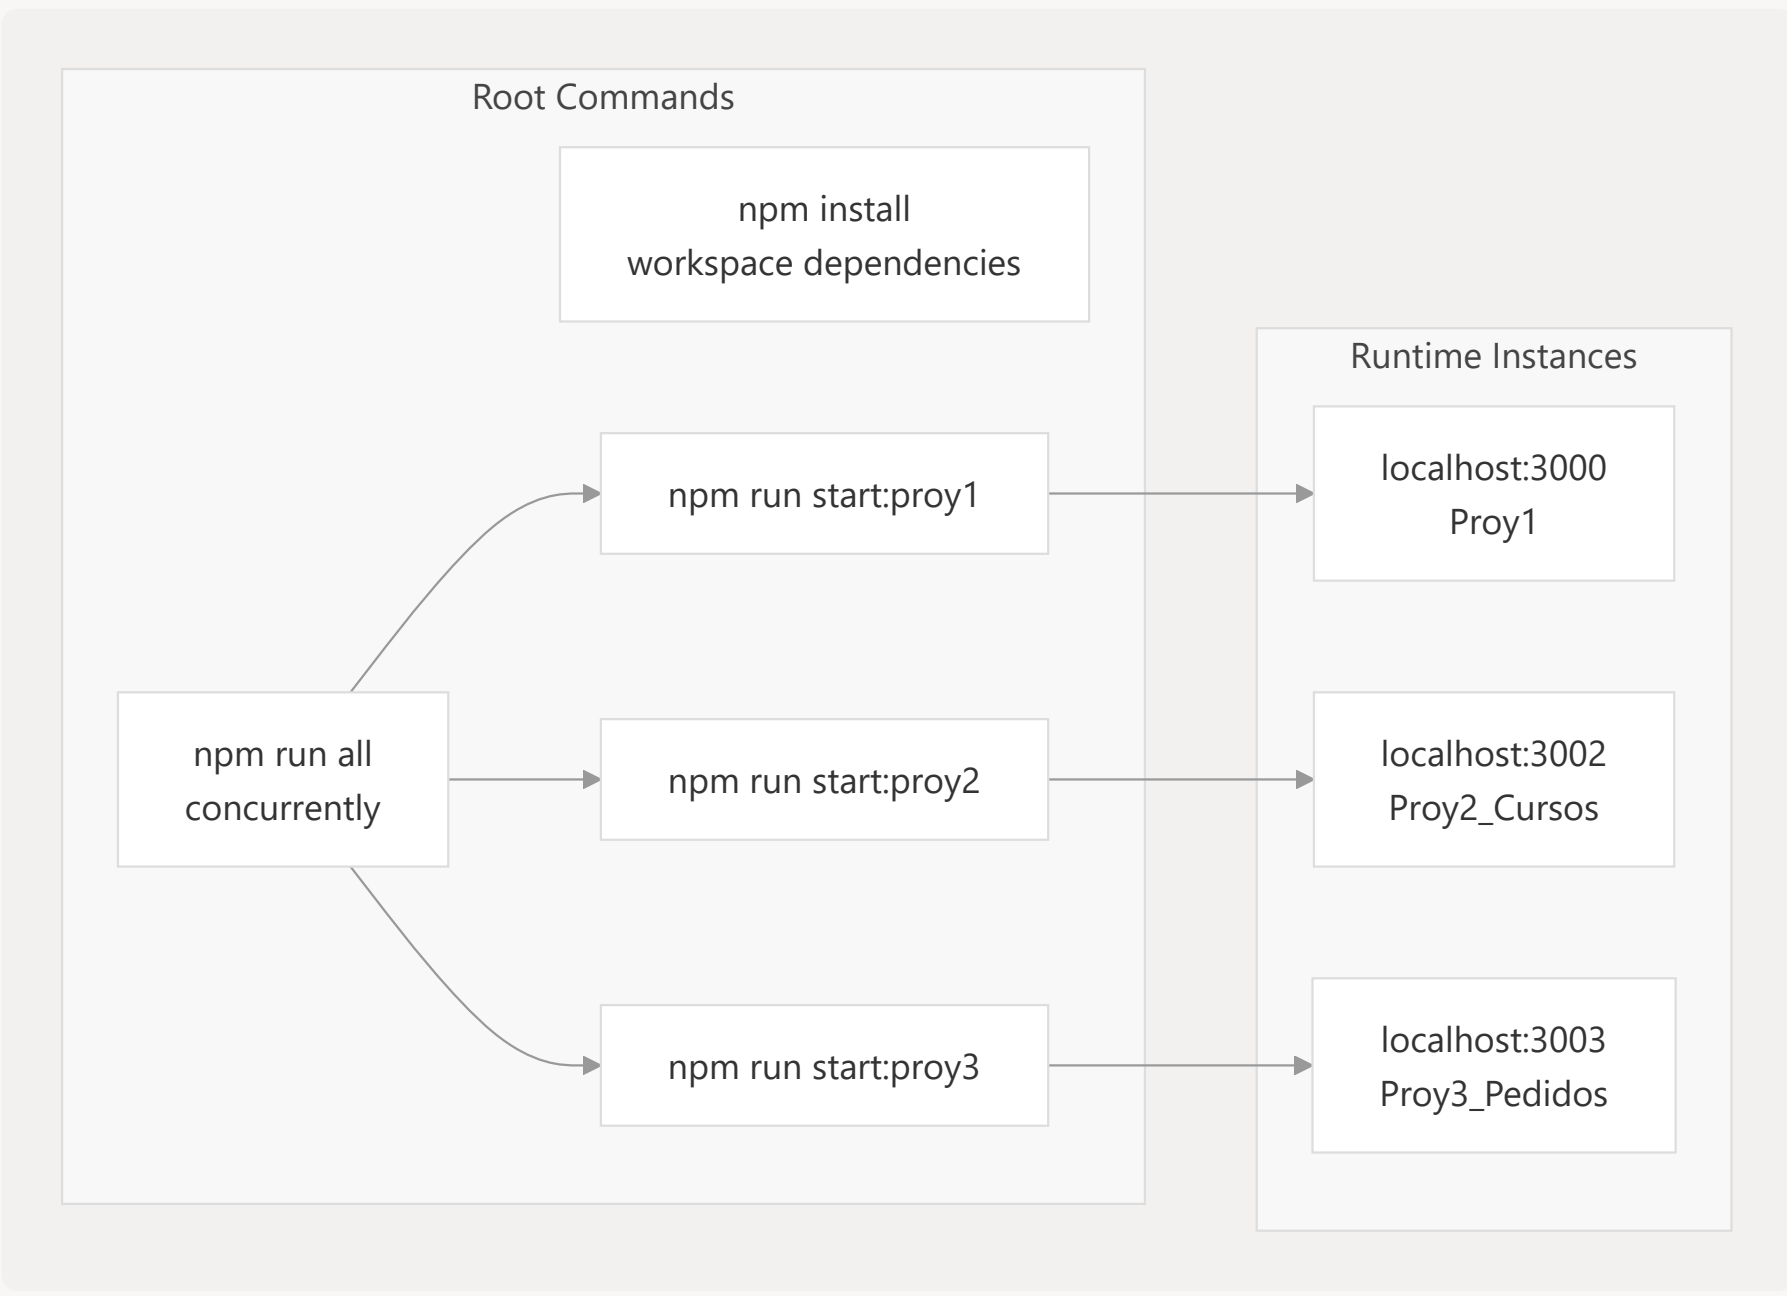 Root Commands
npm install
workspace dependencies
Runtime Instances
npm run start:proy1
localhost:3000
Proy1
npm run all
concurrently
npm run start:proy2
localhost:3002
Proy2_Cursos
npm run start:proy3
localhost:3003
Proy3_Pedidos